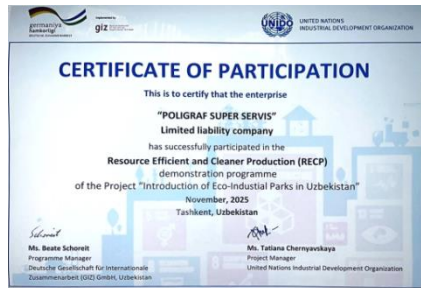 germaniya
hamkorligi
giz
UNIDO
UNITED NATIONS
INDUSTRIAL DEVELOPMENT ORGANIZATION
CERTIFICATE OF PARTICIPATION
This is to certify that the enterprise
"POLIGRAF SUPER SERVIS"
Limited liability company
has successfully participated in the
Resource Efficient and Cleaner Production (RECP)
demonstration programme
of the Project "Introduction of Eco-Industial Parks in Uzbekistan"
November, 2025
Tashkent, Uzbekistan
Ms. Beate Schoreit
Programme Manager
Deutsche Gesellschaft für Internationale
Zusammenarbeit (GIZ) GmbH, Uzbekistan
Ms. Tatiana Chernyavskaya
Project Manager
United Nations Industrial Development Organization